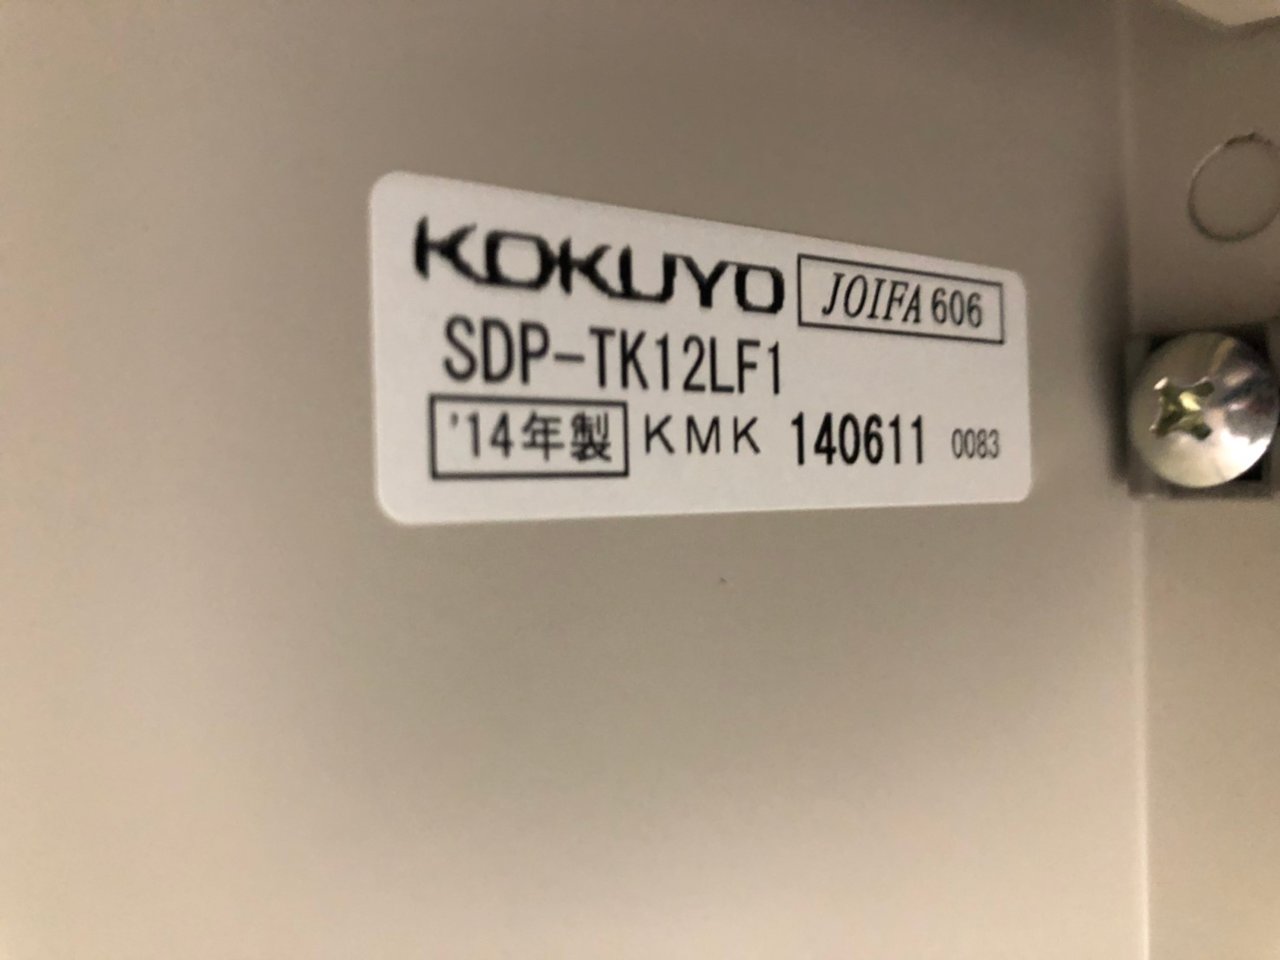 KOKUYO JOIFA 606
SDP-TK12LF1
'14年製 KMK 140611 0083